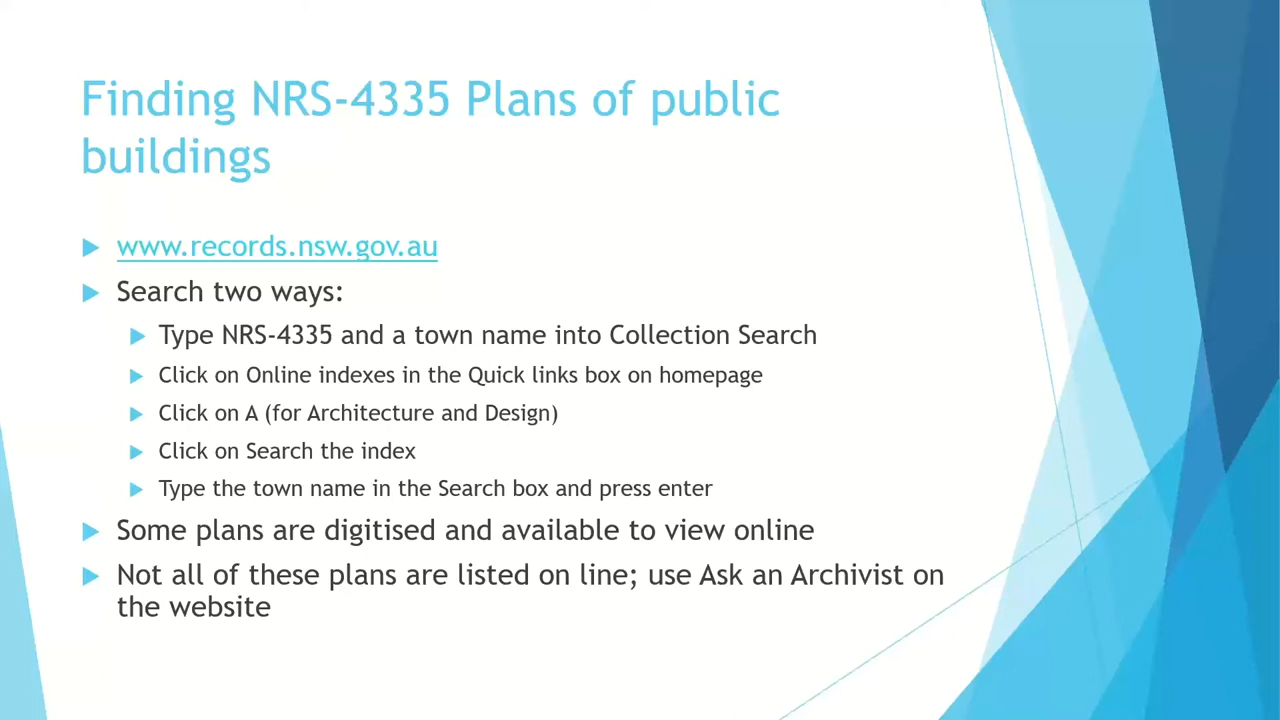 Finding NRS-4335 Plans of public
buildings
www.records.nsw.gov.au
Search two ways:
Type NRS-4335 and a town name into Collection Search
Click on Online indexes in the Quick links box on homepage
Click on A (for Architecture and Design)
Click on Search the index
Type the town name in the Search box and press enter
Some plans are digitised and available to view online
Not all of these plans are listed on line; use Ask an Archivist on
the website